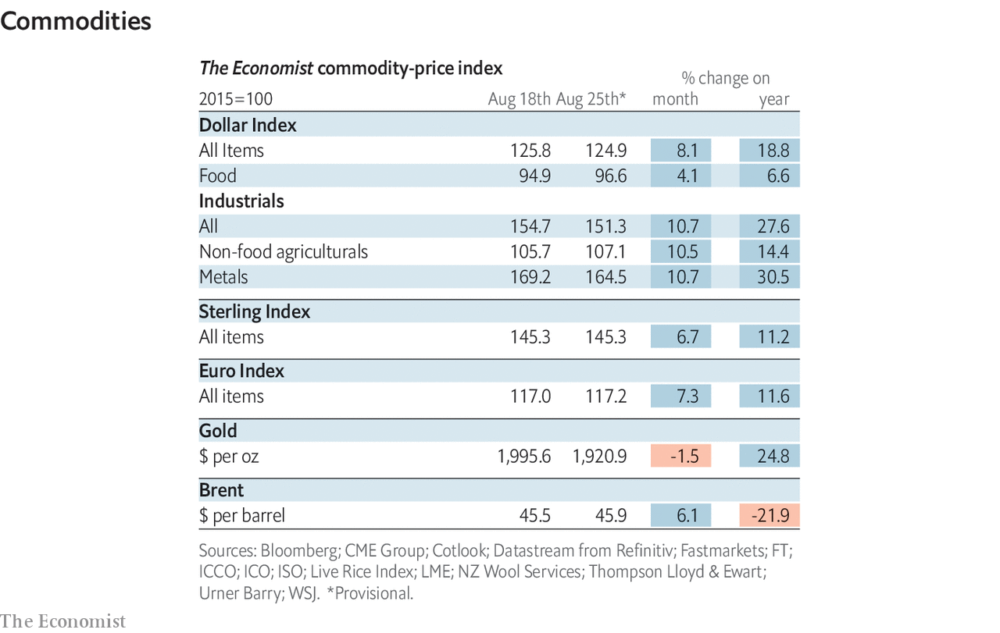 Commodities
The Economist commodity-price index
% change on
2015=100 Aug 18th Aug 25th* month year
Dollar Index
All Items 125.8 124.9 8.1 18.8
Food 94.9 96.6 4.1 6.6
Industrials
All 154.7 151.3 10.7 27.6
Non-food agriculturals 105.7 107.1 10.5 14.4
Metals 169.2 164.5 10.7 30.5
Sterling Index
All items 145.3 145.3 6.7 11.2
Euro Index
All items 117.0 117.2 7.3 11.6
Gold
$ per oz 1,995.6 1,920.9 -1.5 24.8
Brent
$ per barrel 45.5 45.9 6.1 -21.9
Sources: Bloomberg; CME Group; Cotlook; Datastream from Refinitiv; Fastmarkets; FT;
ICCO; ICO; ISO; Live Rice Index; LME; NZ Wool Services; Thompson Lloyd & Ewart;
Urner Barry; WSJ. *Provisional.
The Economist